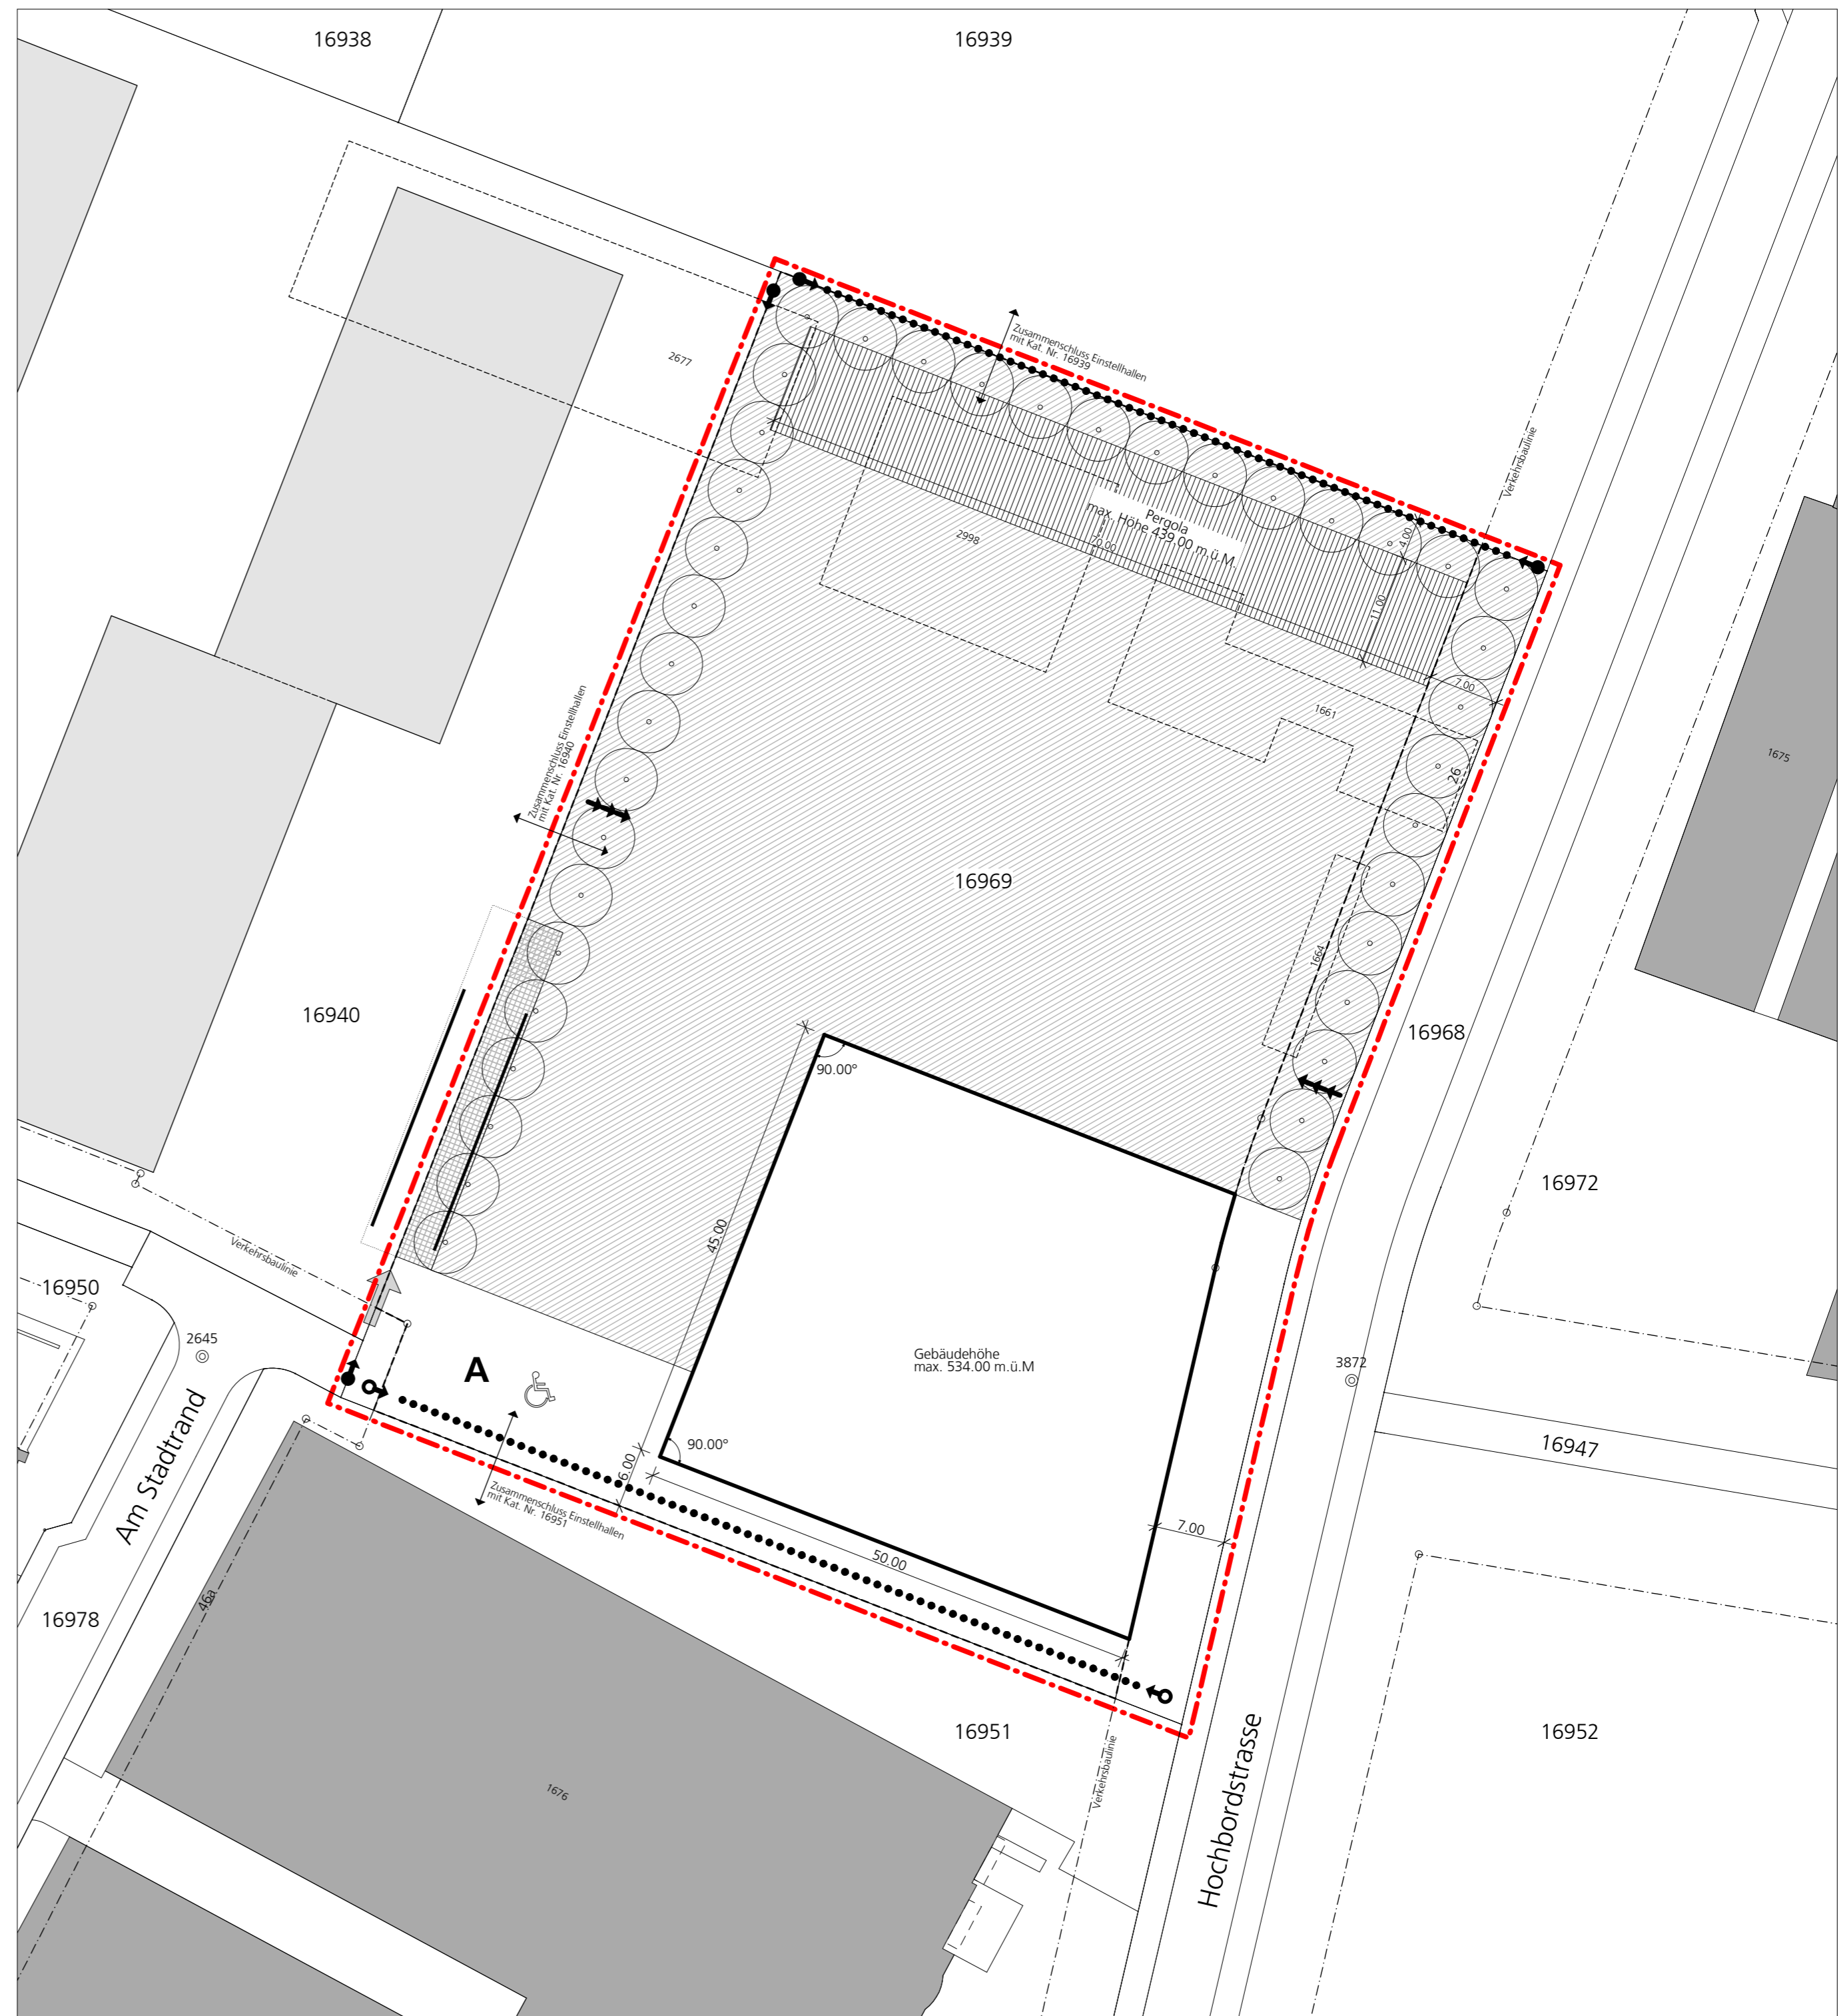 16938
16939
2677
Zusammenschluss Einstellhallen
mit Kat. Nr. 16939
Verkehrsbaulinie
Pergola
max. Höhe 439.00 m.ü.M.
70.00
4.00
2998
11.00
7.00
1661
1675
26
Zusammenschluss Einstellhallen
mit Kat. Nr. 16940
16969
1664
16940
16968
90.00°
16972
45.00
Verkehrsbaulinie
16950
2645
Gebäudehöhe
max. 534.00 m.ü.M
3872
A
Am Stadtrand
90.00°
6.00
16947
Zusammenschluss Einstellhallen
mit Kat. Nr. 16951
7.00
50.00
46a
16978
16951
16952
Verkehrsbaulinie
1676
Hochbordstrasse